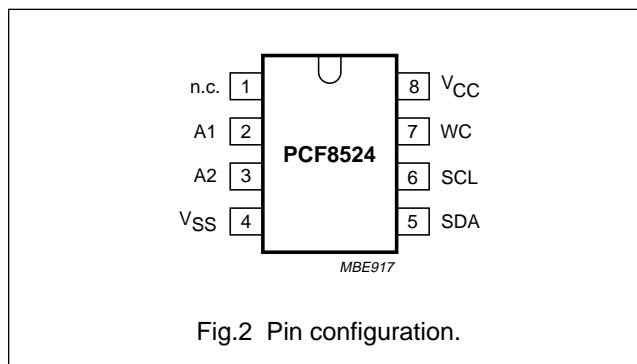 n.c. 1 8 VCC
A1 2 PCF8524 7 WC
A2 3 6 SCL
VSS 4 5 SDA
MBE917
Fig.2 Pin configuration.